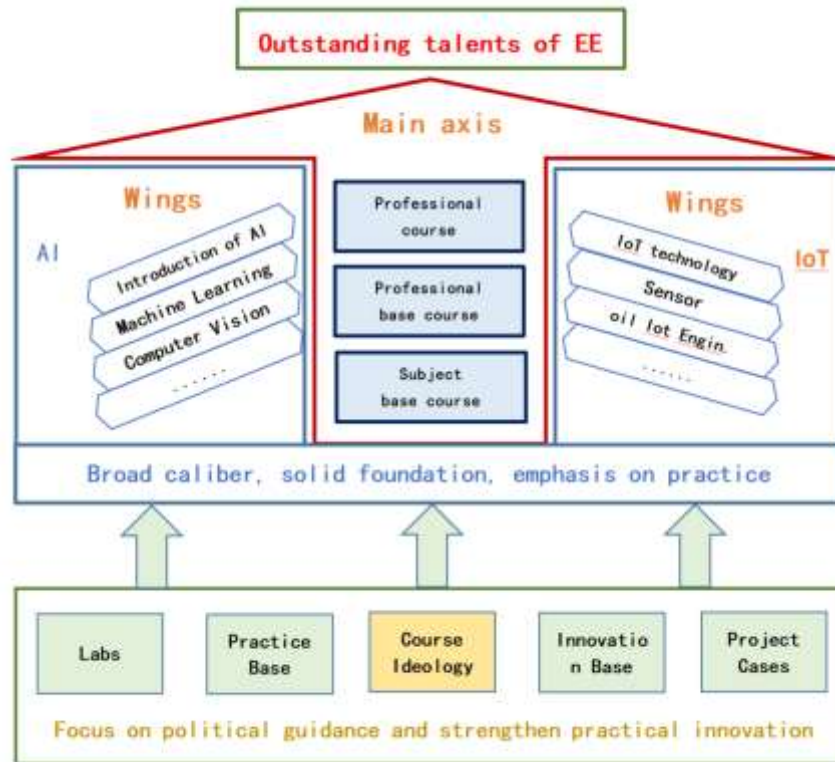 Outstanding talents of EE
Main axis
Wings
AI
Introduction of AI
Machine Learning
Computer Vision
......
Professional
course
Professional
base course
Subject
base course
Wings
IoT
IoT technology
Sensor
oil Iot Engin.
......
Broad caliber, solid foundation, emphasis on practice
Labs
Practice
Base
Course
Ideology
Innovatio
n Base
Project
Cases
Focus on political guidance and strengthen practical innovation